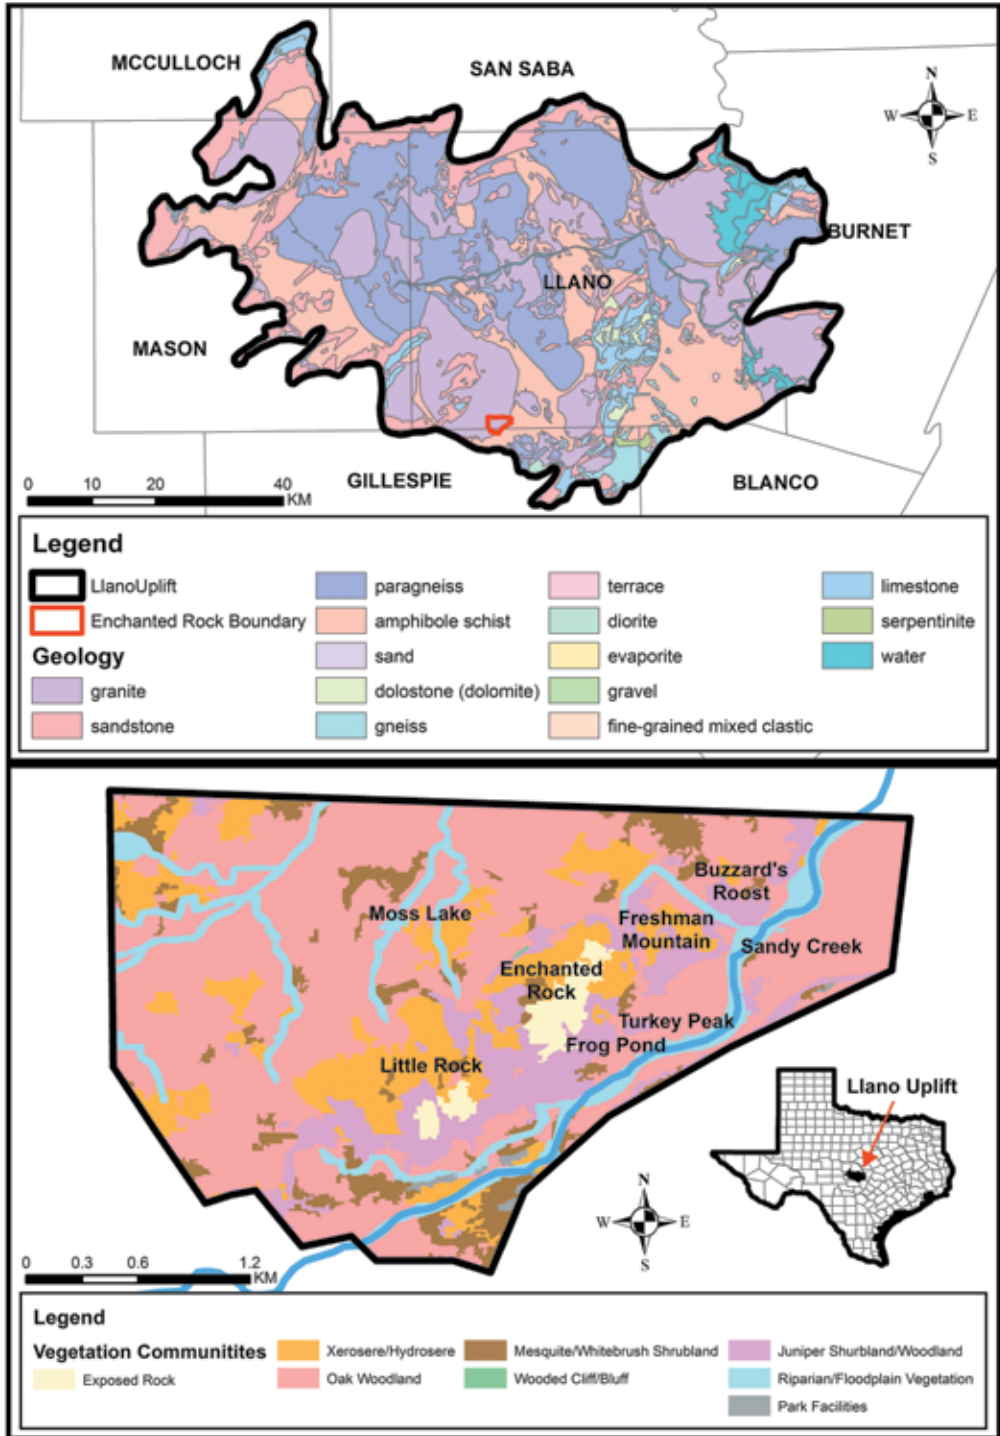 MCCULLOCH
SAN SABA
N
W E
S
BURNET
LLANO
MASON
GILLESPIE
BLANCO
0 10 20 40
KM
Legend
LlanoUplift
Enchanted Rock Boundary
Geology
granite
sandstone
paragneiss
amphibole schist
sand
dolostone (dolomite)
gneiss
terrace
diorite
evaporite
gravel
fine-grained mixed clastic
limestone
serpentinite
water
Buzzard's
Roost
Moss Lake
Freshman
Mountain
Sandy Creek
Enchanted
Rock
Turkey Peak
Frog Pond
Little Rock
Llano Uplift
N
W E
S
0 0.3 0.6 1.2
KM
Legend
Vegetation Communitites
Exposed Rock
Xerosere/Hydrosere
Oak Woodland
Mesquite/Whitebrush Shrubland
Wooded Cliff/Bluff
Juniper Shurbland/Woodland
Riparian/Floodplain Vegetation
Park Facilities